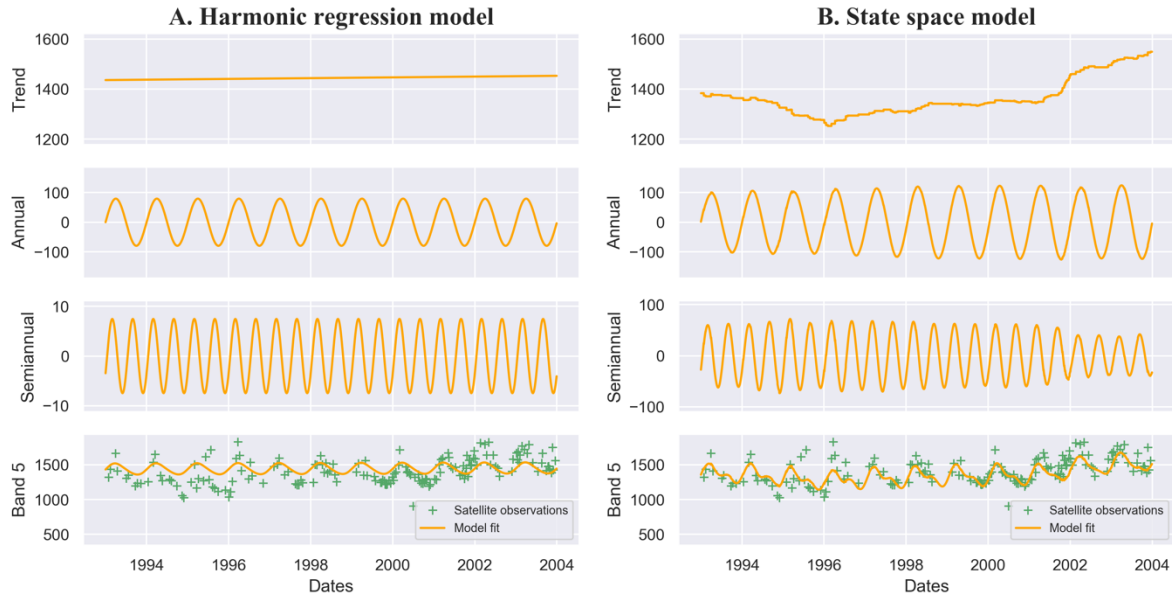 A. Harmonic regression model
1600
1400
1200
Trend
100
0
−100
Annual
10
0
−10
Semiannual
1500
1000
500
Band 5
Satellite observations
Model fit
1994 1996 1998 2000 2002 2004
Dates
B. State space model
1600
1400
1200
Trend
100
0
−100
Annual
100
0
−100
Semiannual
1500
1000
500
Band 5
Satellite observations
Model fit
1994 1996 1998 2000 2002 2004
Dates